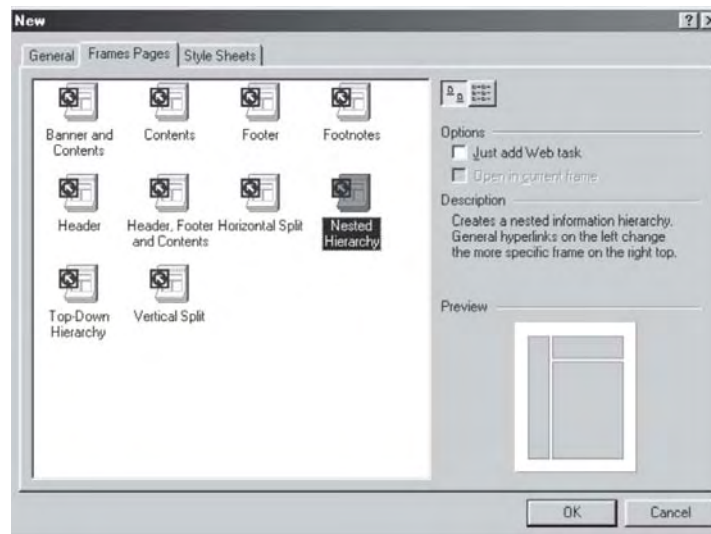 New
General Frames Pages Style Sheets
Banner and
Contents
Contents
Footer
Footnotes
Header
Header, Footer
and Contents
Horizontal Split
Nested
Hierarchy
Top-Down
Hierarchy
Vertical Split
Options
Just add Web task
Open in current frame
Description
Creates a nested information hierarchy.
General hyperlinks on the left change
the more specific frame on the right top.
Preview
OK
Cancel